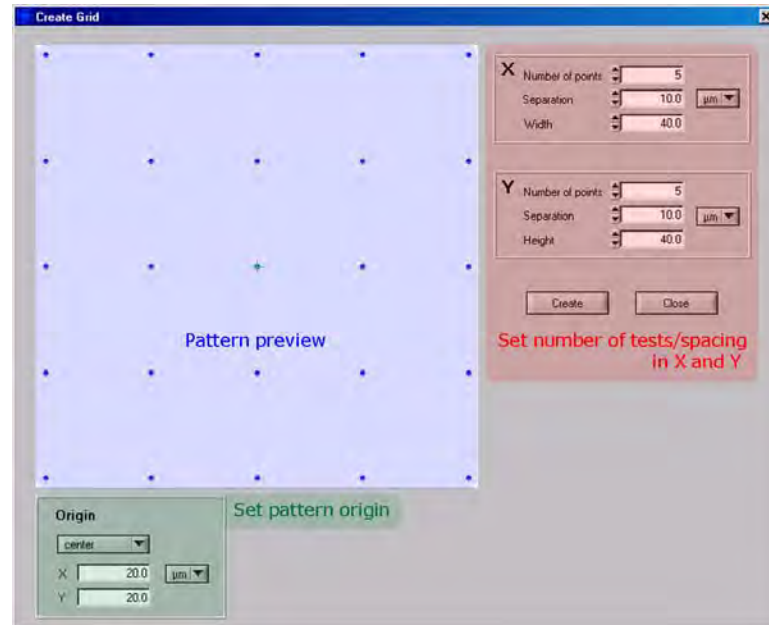 Create Grid
X
Number of points 5
Separation 10.0 µm
Width 40.0
Y
Number of points 5
Separation 10.0 µm
Height 40.0
Create Close
Set number of tests/spacing
in X and Y
Pattern preview
Origin
center
X 20.0 µm
Y 20.0
Set pattern origin